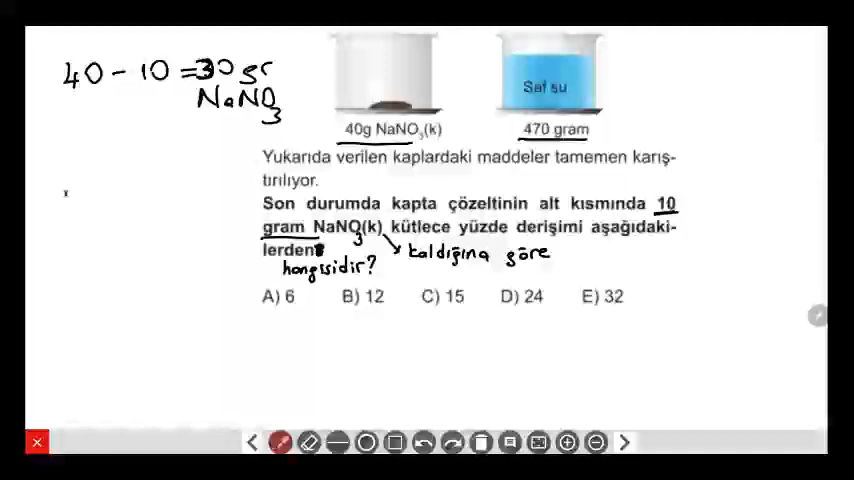 40 - 10 = 30 gr
NaNO3
Saf su
40g NaNO3(k)
470 gram
Yukarıda verilen kaplardaki maddeler tamamen karış-
tırılıyor.
Son durumda kapta çözeltinin alt kısmında 10
gram NaNO3(k) kütlece yüzde derişimi aşağıdaki-
lerden
kaldığına göre
hangisidir?
A) 6 B) 12 C) 15 D) 24 E) 32